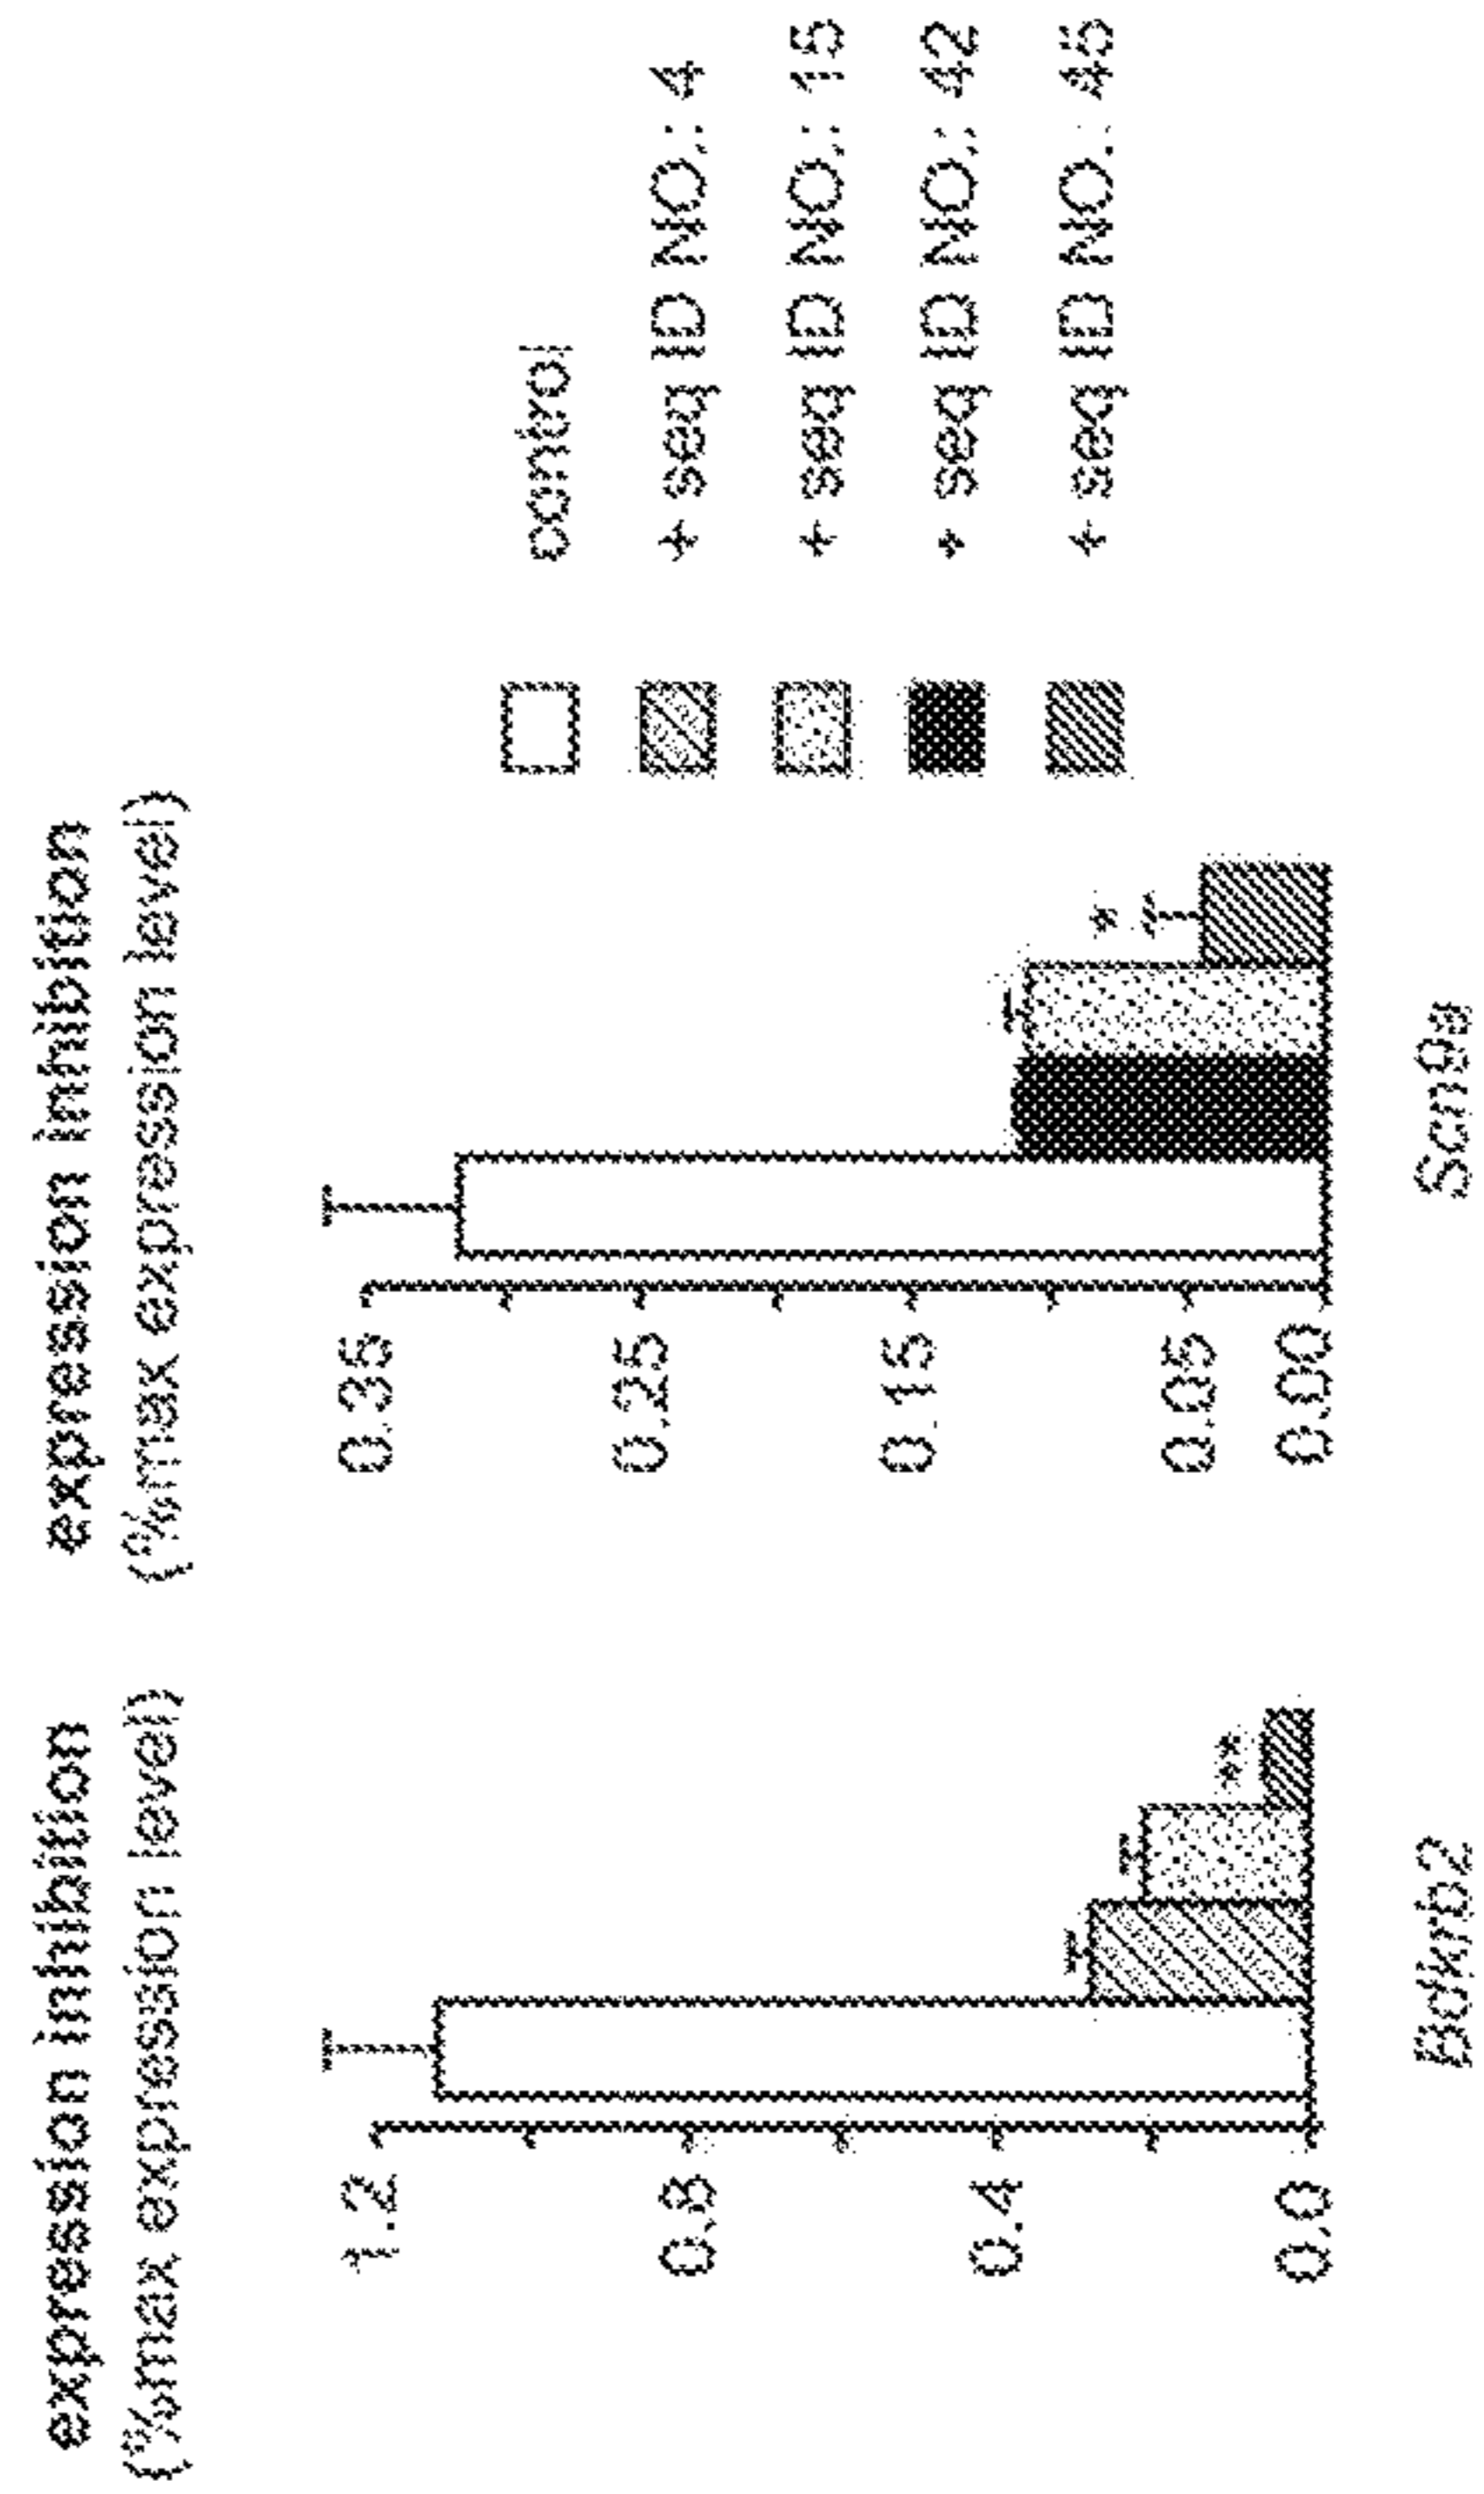 expression inhibition
(%max expression level)
1.2
0.8
0.4
0.0
**
Adrb2
expression inhibition
(%max expression level)
0.35
0.25
0.15
0.05
0.00
*
Scn9a
control
+ seq ID NO.: 4
+ seq ID NO.: 15
+ seq ID NO.: 42
+ seq ID NO.: